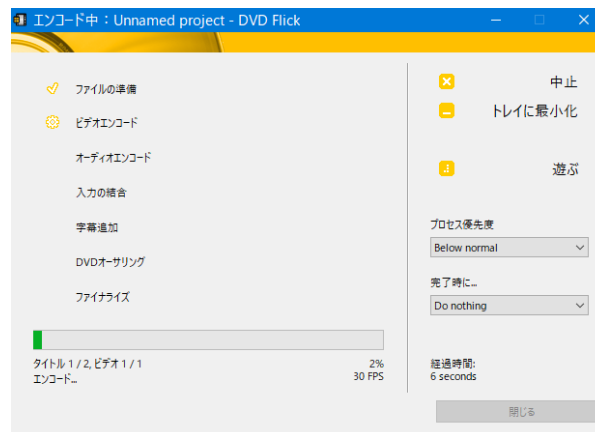 エンコード中：Unnamed project - DVD Flick
ファイルの準備
ビデオエンコード
オーディオエンコード
入力の結合
字幕追加
DVDオーサリング
ファイナライズ
タイトル 1 / 2, ビデオ 1 / 1
2%
エンコード...
30 FPS
中止
トレイに最小化
遊ぶ
プロセス優先度
Below normal
完了時に...
Do nothing
経過時間:
6 seconds
閉じる